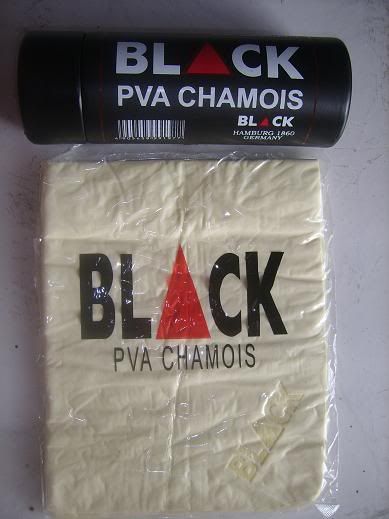 BLACK
PVA CHAMOIS
BLACK
HAMBURG 1860
GERMANY
BLACK
PVA CHAMOIS
BLACK